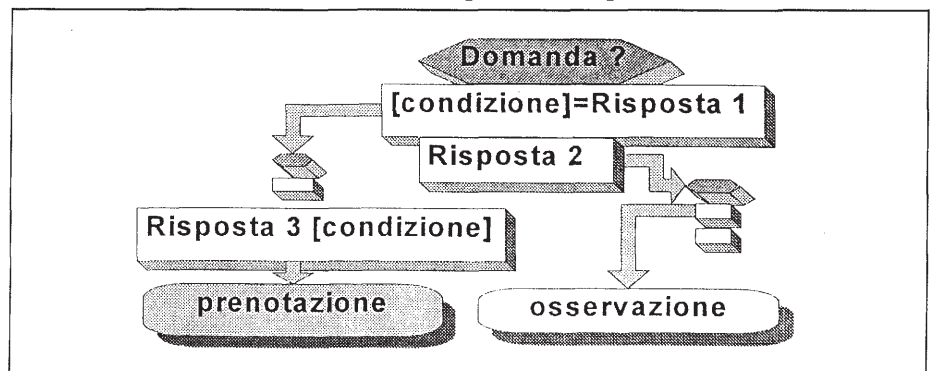 Domanda ?
[condizione]=Risposta 1
Risposta 2
Risposta 3 [condizione]
prenotazione
osservazione